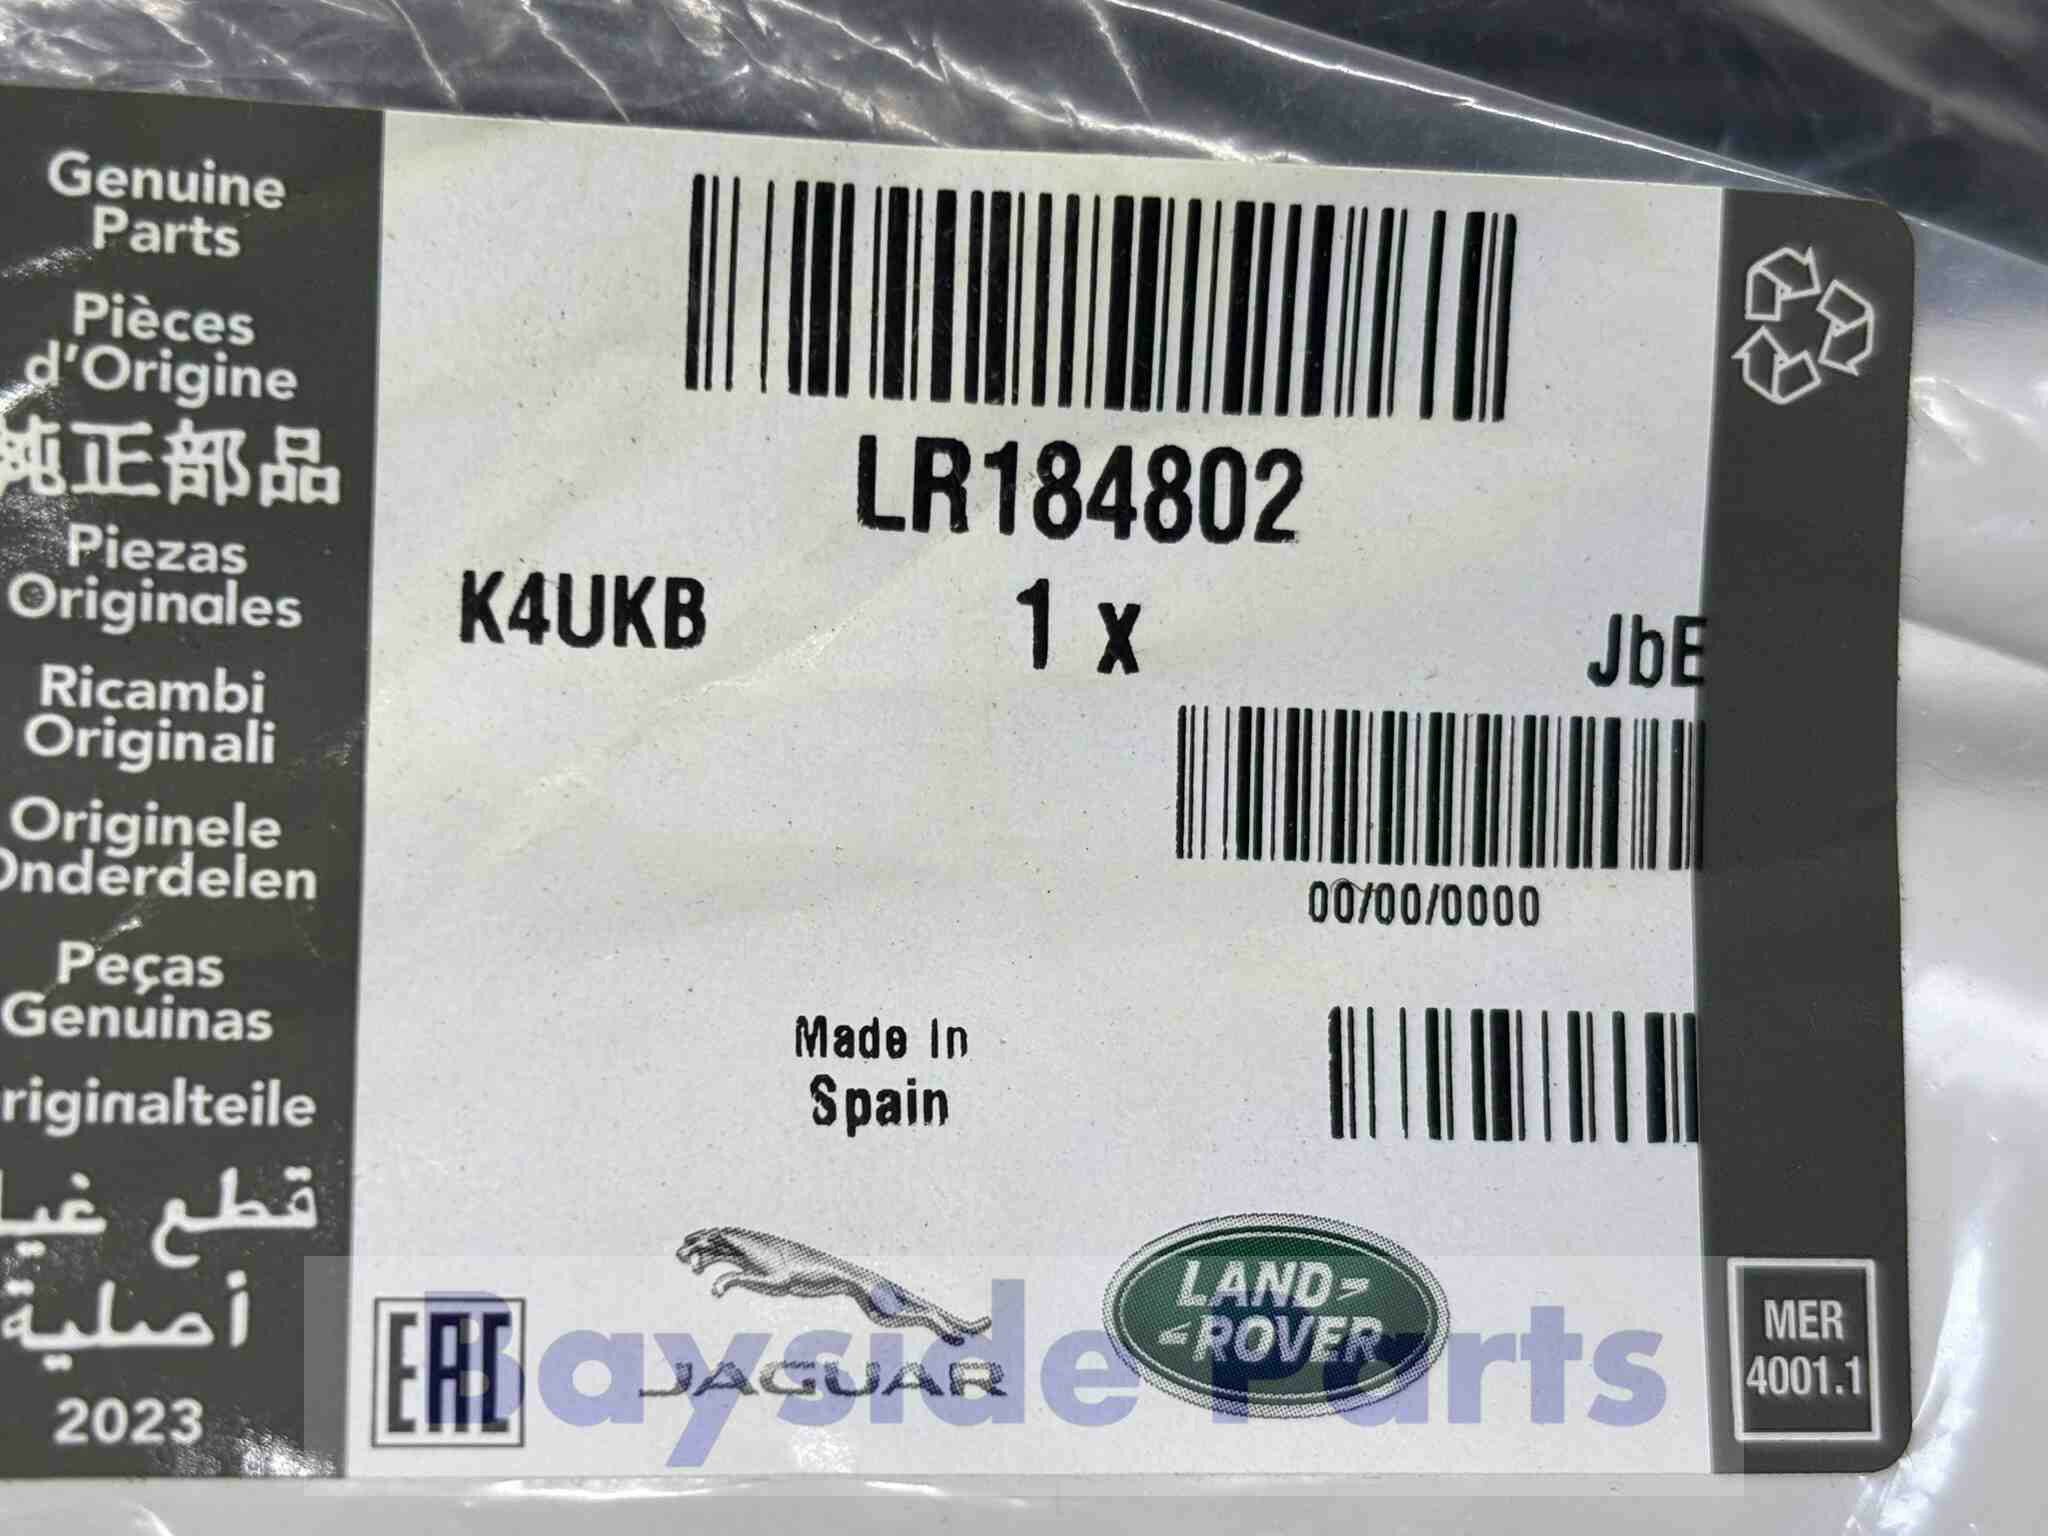 Genuine
Parts
Pièces
d'Origine
純正部品
Piezas
Originales
Ricambi
Originali
Originele
Onderdelen
Peças
Genuinas
riginalteile
قطع غيا
أصلية
2023
LR184802
K4UKB 1 x JbE
00/00/0000
Made In
Spain
EAC
JAGUAR
LAND-
-ROVER
MER
4001.1
Bayside Parts